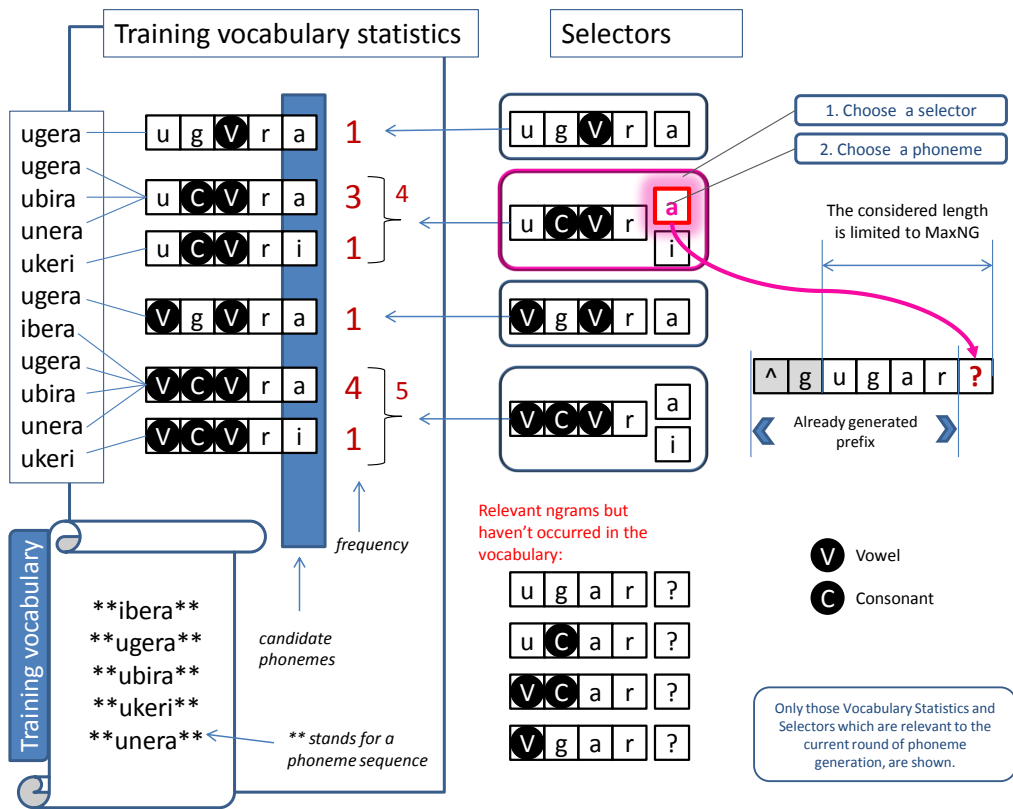 Training vocabulary statistics
Selectors
ugera
ugera
ubira
unera
ukeri
ugera
ibera
ugera
ubira
unera
ukeri
u g V r a 1
u C V r a 3
4
u C V r i 1
V g V r a 1
V C V r a 4
5
V C V r i 1
u g V r a
u C V r a
i
V g V r a
V C V r a
i
1. Choose a selector
2. Choose a phoneme
The considered length
is limited to MaxNG
^ g u g a r ?
Already generated
prefix
frequency
candidate
phonemes
Training vocabulary
**ibera**
**ugera**
**ubira**
**ukeri**
**unera**
** stands for a
phoneme sequence
Relevant ngrams but
haven't occurred in the
vocabulary:
u g a r ?
u C a r ?
V C a r ?
V g a r ?
V Vowel
C Consonant
Only those Vocabulary Statistics and
Selectors which are relevant to the
current round of phoneme
generation, are shown.